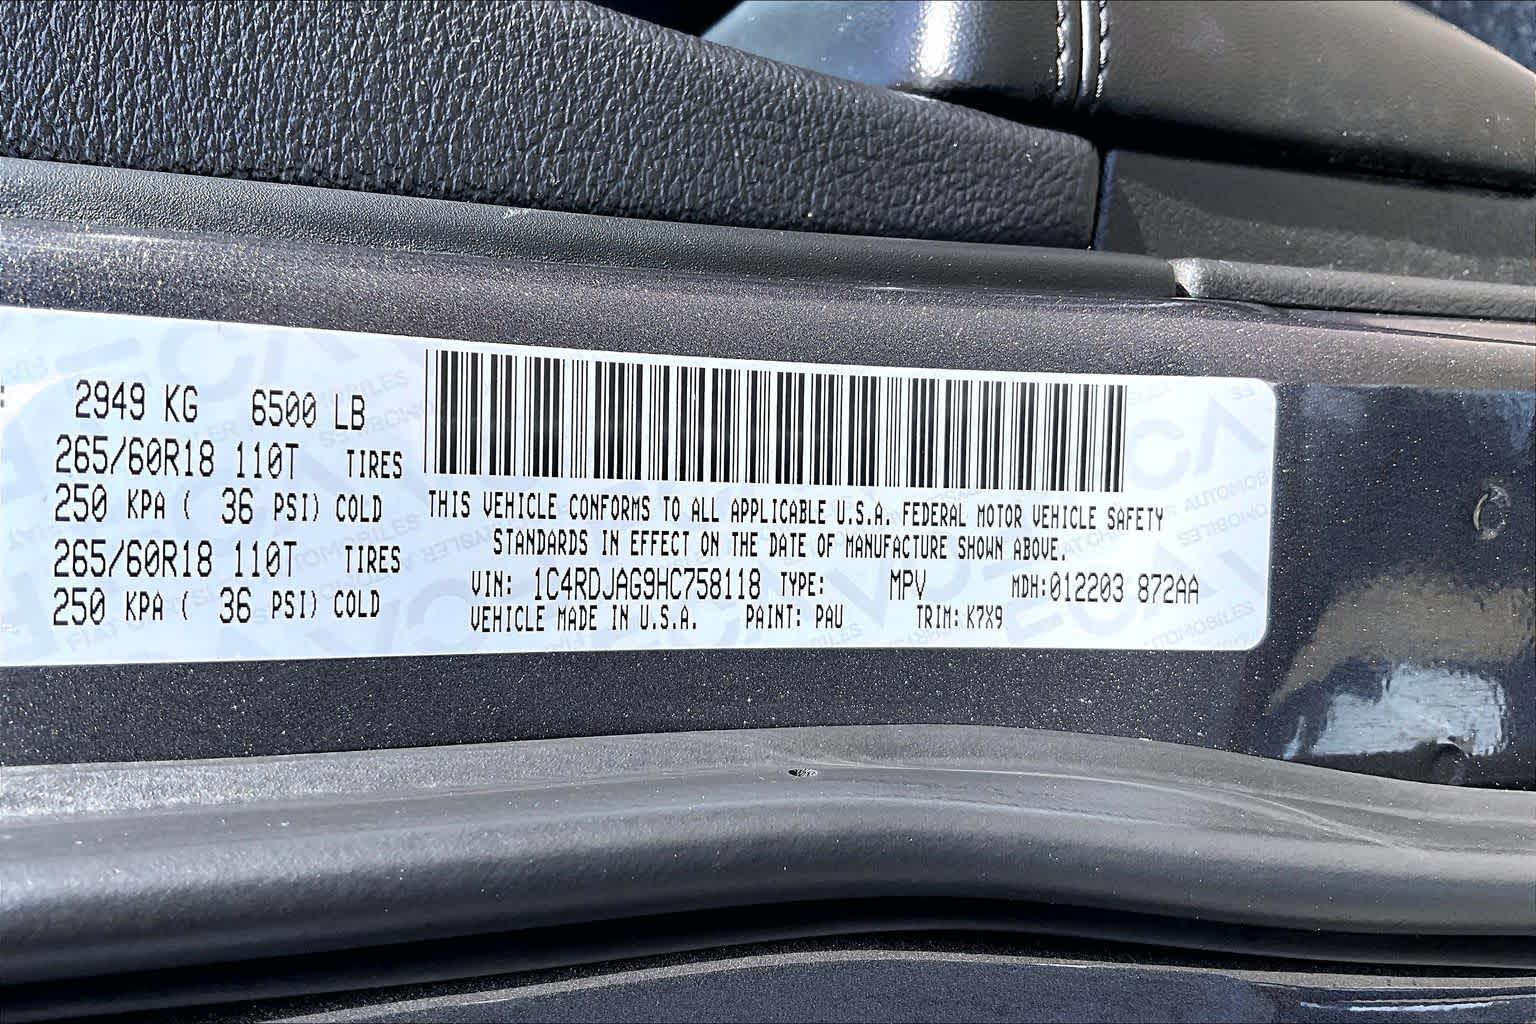 2949 KG 6500 LB
265/60R18 110T TIRES
250 KPA ( 36 PSI) COLD
265/60R18 110T TIRES
250 KPA ( 36 PSI) COLD
THIS VEHICLE CONFORMS TO ALL APPLICABLE U.S.A. FEDERAL MOTOR VEHICLE SAFETY
STANDARDS IN EFFECT ON THE DATE OF MANUFACTURE SHOWN ABOVE.
VIN: 1C4RDJAG9HC758118 TYPE: MPV MDH:012203 872AA
VEHICLE MADE IN U.S.A. PAINT: PAU TRIM: K7X9